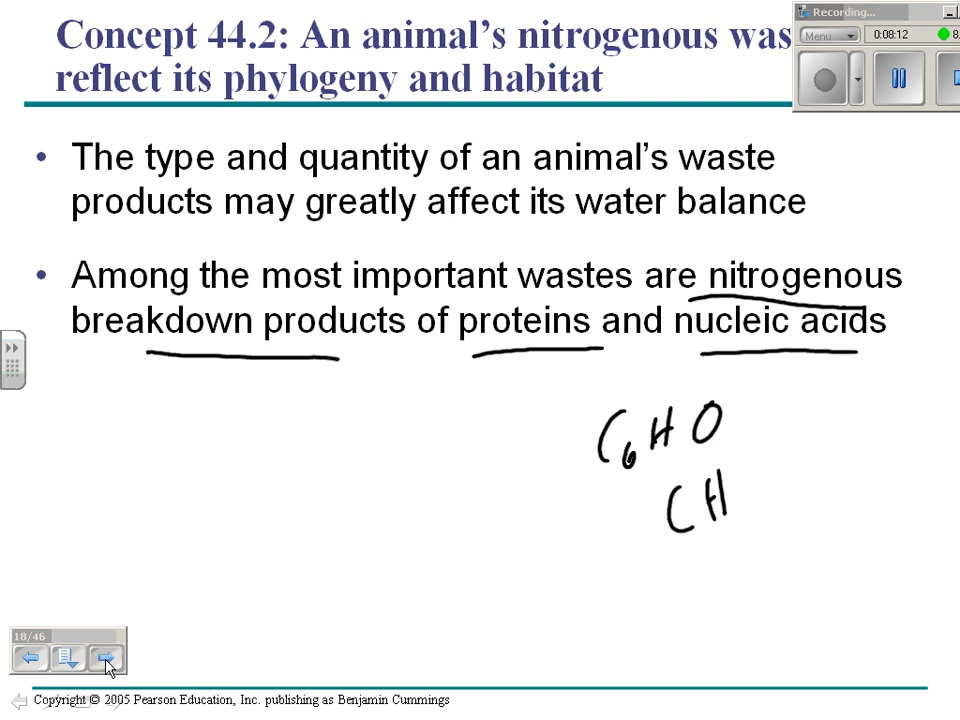 Concept 44.2: An animal's nitrogenous was
reflect its phylogeny and habitat
Recording...
Menu
0:08:12
8.
• The type and quantity of an animal's waste
products may greatly affect its water balance
• Among the most important wastes are nitrogenous
breakdown products of proteins and nucleic acids
C6HO
CH
18/46
Copyright © 2005 Pearson Education, Inc. publishing as Benjamin Cummings